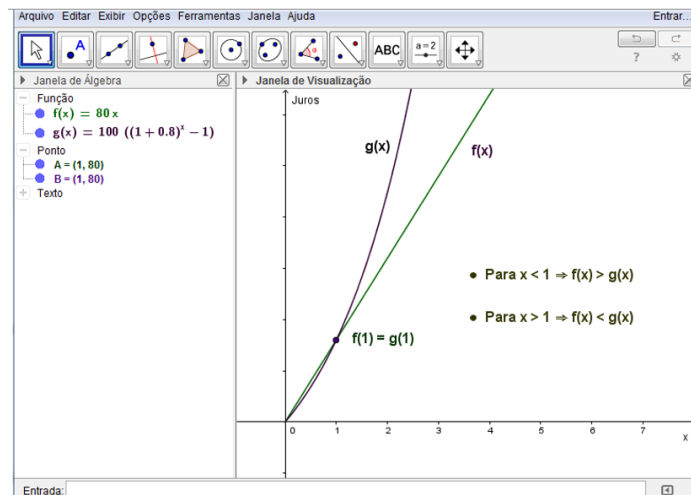 Arquivo Editar Exibir Opções Ferramentas Janela Ajuda Entrar...
ABC
a=2
Janela de Álgebra
Função
f(x) = 80 x
g(x) = 100 ((1 + 0.8)ˣ − 1)
Ponto
A = (1, 80)
B = (1, 80)
Texto
Janela de Visualização
Juros
g(x)
f(x)
Para x < 1 ⇒ f(x) > g(x)
Para x > 1 ⇒ f(x) < g(x)
f(1) = g(1)
0 1 2 3 4 5 6 7
x
Entrada: